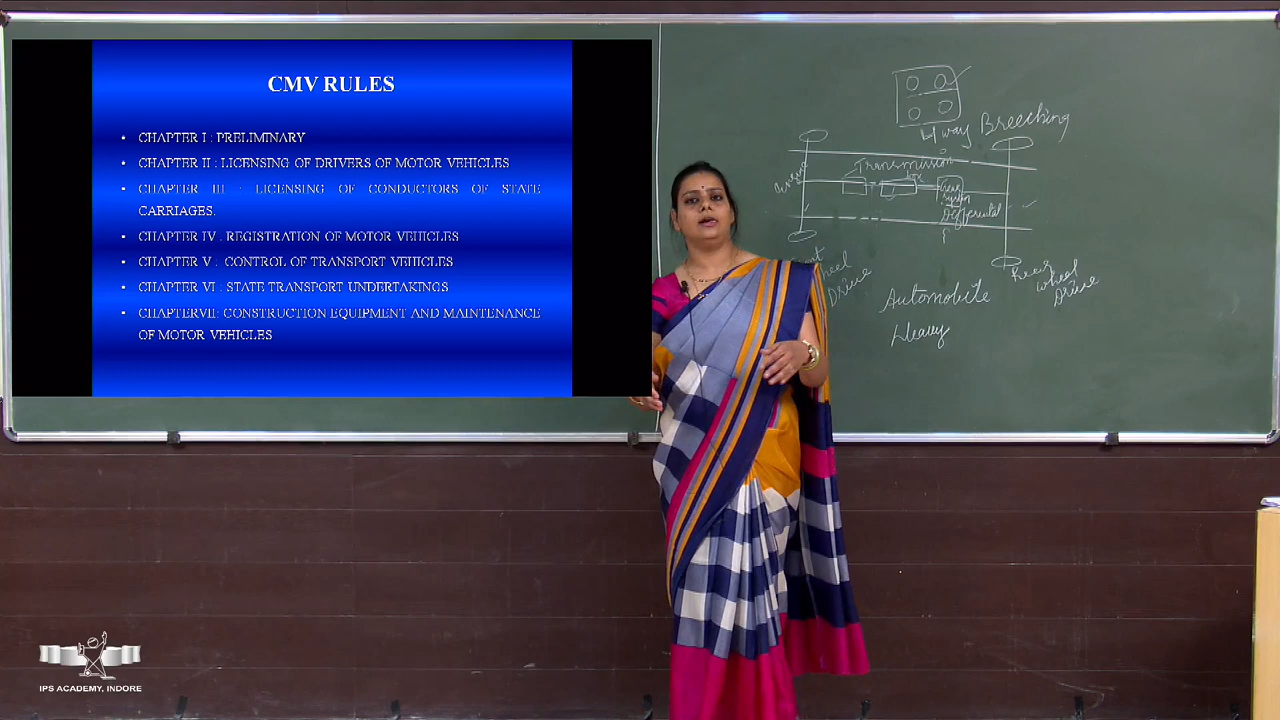 CMV RULES
• CHAPTER I : PRELIMINARY
• CHAPTER II : LICENSING OF DRIVERS OF MOTOR VEHICLES
• CHAPTER III : LICENSING OF CONDUCTORS OF STATE
CARRIAGES.
• CHAPTER IV . REGISTRATION OF MOTOR VEHICLES
• CHAPTER V : CONTROL OF TRANSPORT VEHICLES
• CHAPTER VI : STATE TRANSPORT UNDERTAKINGS
• CHAPTERVII: CONSTRUCTION EQUIPMENT AND MAINTENANCE
OF MOTOR VEHICLES
way Breeching
Transmission
box
Differential
wheel
Drive
Drive
Automobile
Heavy
IPS ACADEMY, INDORE